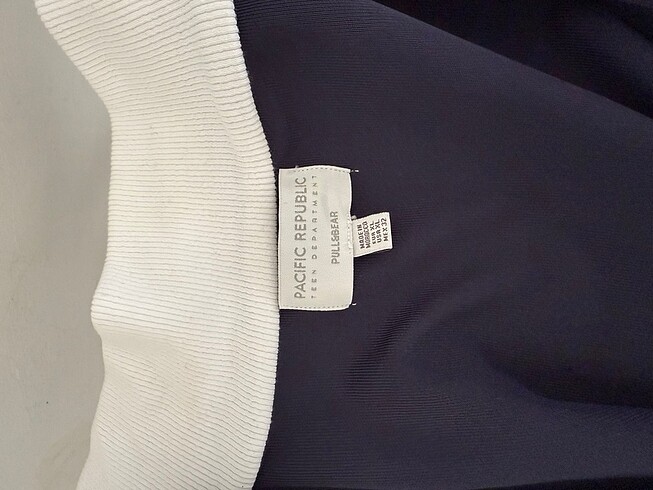 PACIFIC REPUBLIC
TEEN DEPARTMENT
PULL&BEAR
MADE IN
MOROCCO
EUR XL
USA XL
MEX 32